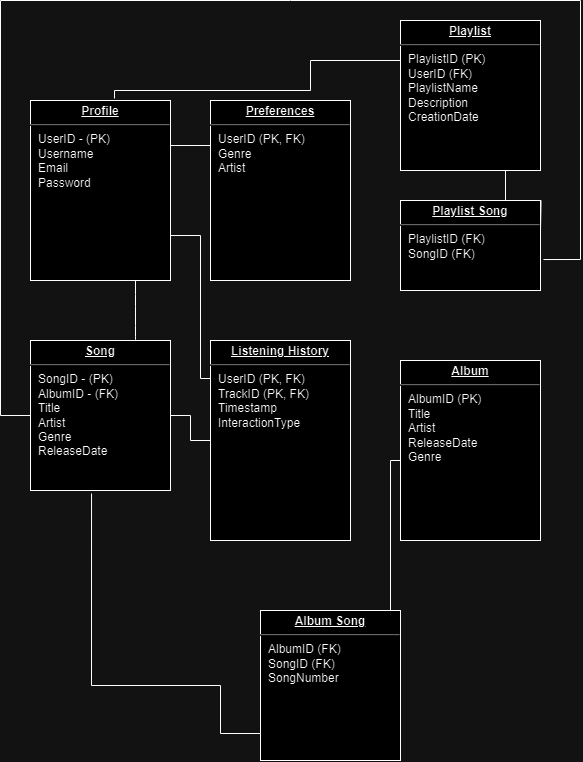 Playlist
PlaylistID (PK)
UserID (FK)
PlaylistName
Description
CreationDate
Profile
UserID - (PK)
Username
Email
Password
Preferences
UserID (PK, FK)
Genre
Artist
Playlist Song
PlaylistID (FK)
SongID (FK)
Song
SongID - (PK)
AlbumID - (FK)
Title
Artist
Genre
ReleaseDate
Listening History
UserID (PK, FK)
TrackID (PK, FK)
Timestamp
InteractionType
Album
AlbumID (PK)
Title
Artist
ReleaseDate
Genre
Album Song
AlbumID (FK)
SongID (FK)
SongNumber